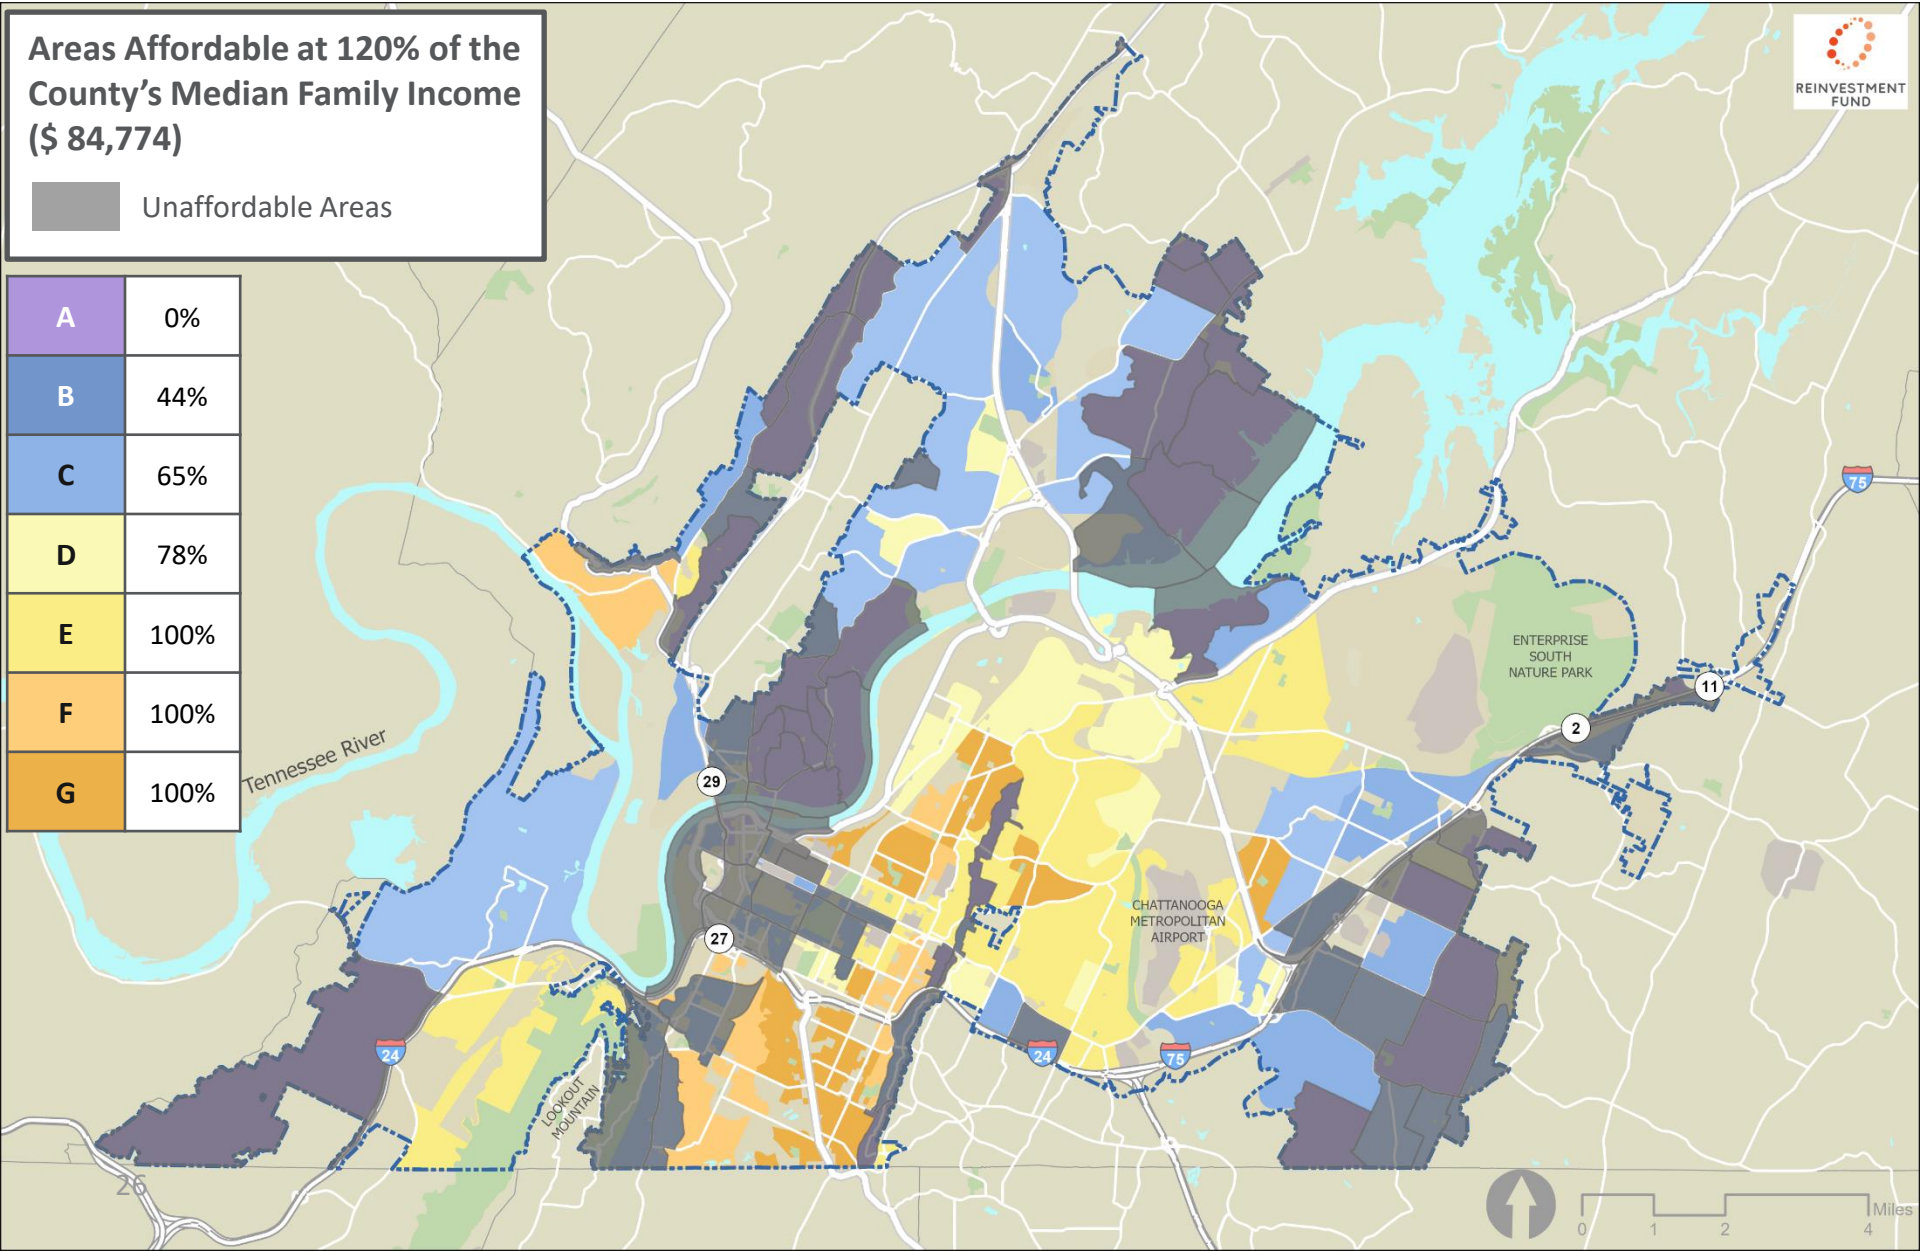 Areas Affordable at 120% of the
County's Median Family Income
($ 84,774)
Unaffordable Areas
REINVESTMENT
FUND
A 0%
B 44%
C 65%
D 78%
E 100%
F 100%
G 100%
75
ENTERPRISE
SOUTH
NATURE PARK
11
2
Tennessee River
29
CHATTANOOGA
METROPOLITAN
AIRPORT
27
24
24
75
LOOKOUT
MOUNTAIN
26
Miles
0 1 2 4